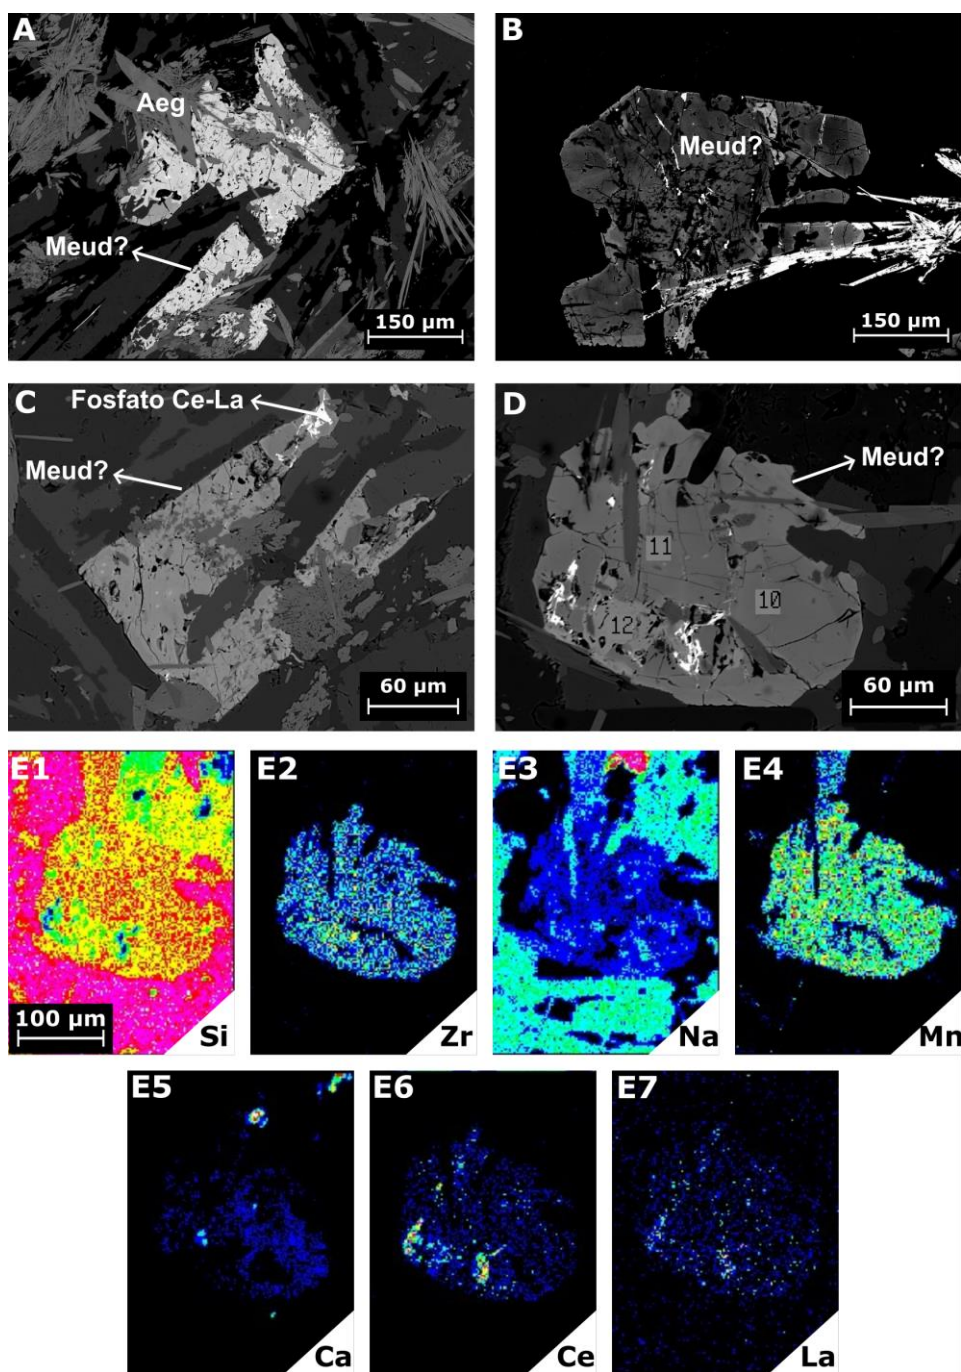 A
Aeg
Meud?
150 µm
B
Meud?
150 µm
C
Fosfato Ce-La
Meud?
60 µm
D
Meud?
11
10
12
60 µm
E1
100 µm
Si
E2
Zr
E3
Na
E4
Mn
E5
Ca
E6
Ce
E7
La